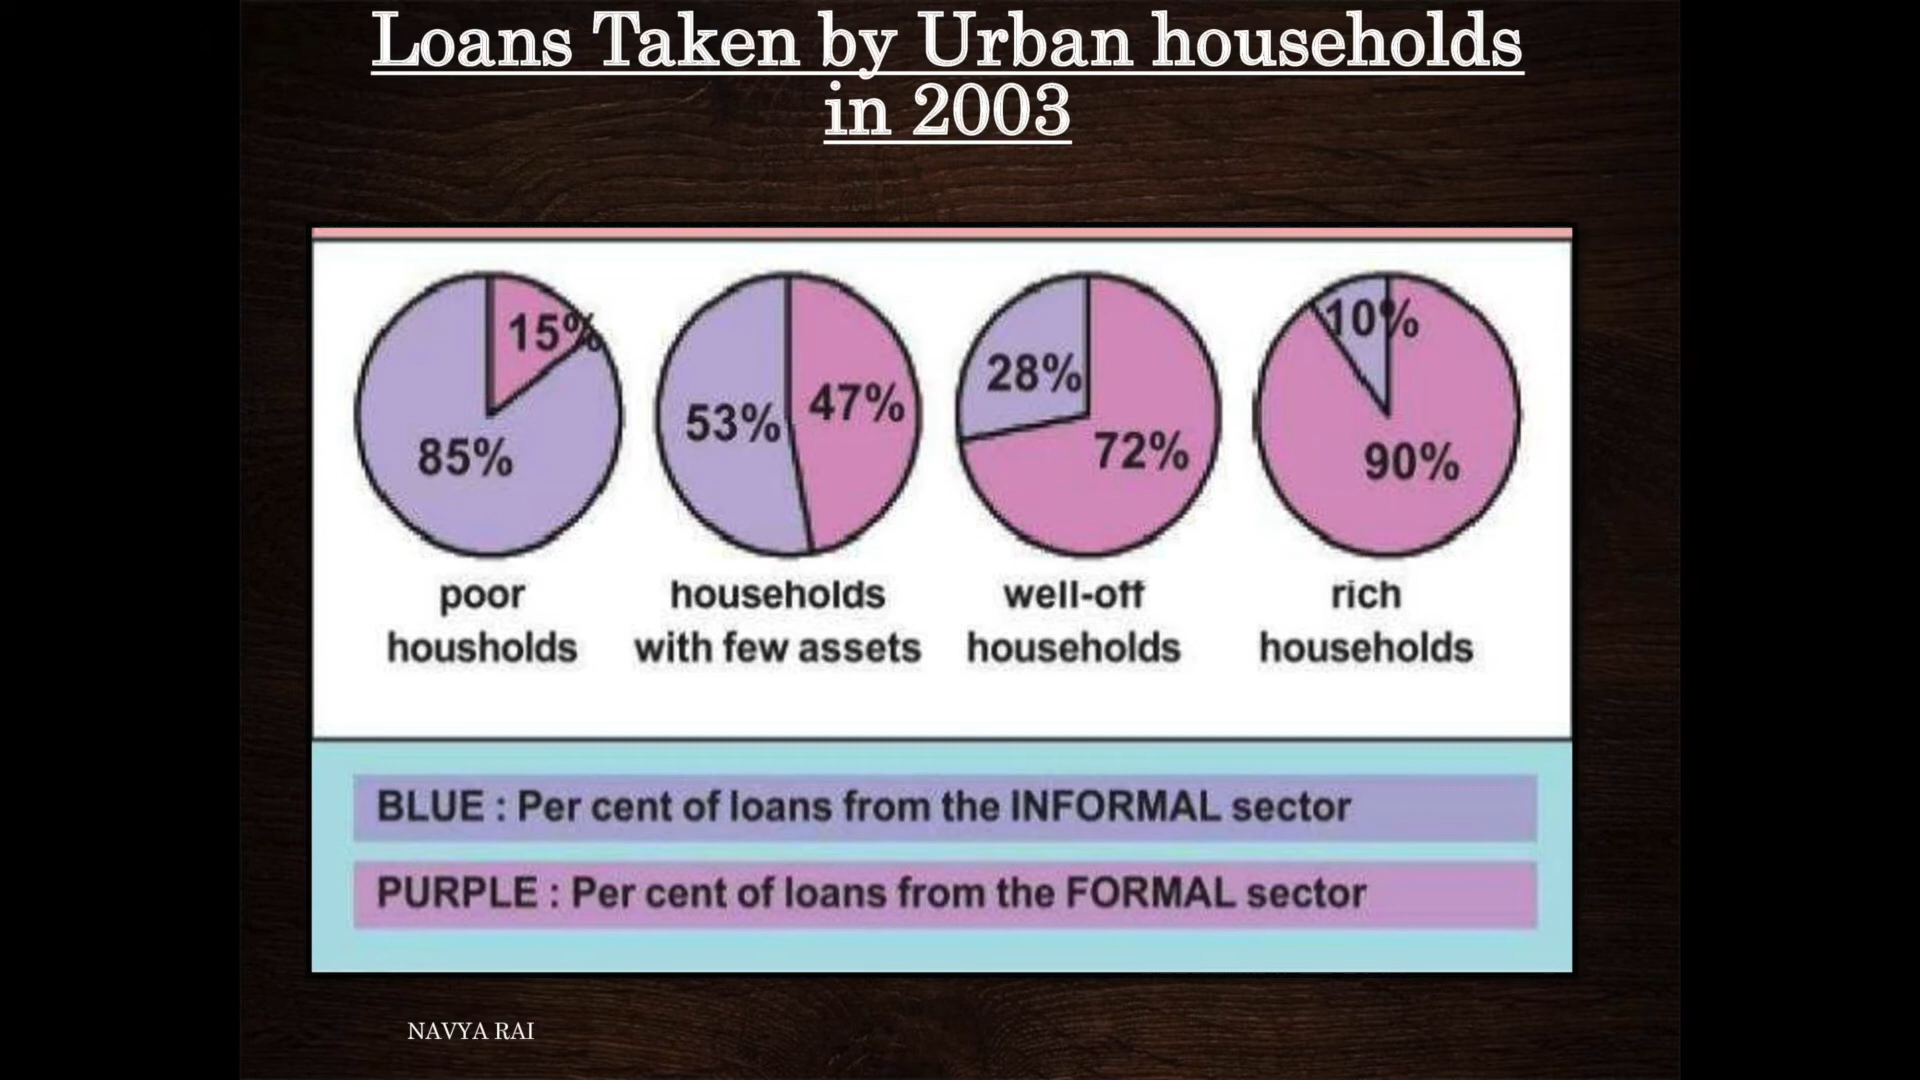 Loans Taken by Urban households
in 2003
15%
85%
53%
47%
28%
72%
10%
90%
poor
housholds
households
with few assets
well-off
households
rich
households
BLUE : Per cent of loans from the INFORMAL sector
PURPLE : Per cent of loans from the FORMAL sector
NAVYA RAI